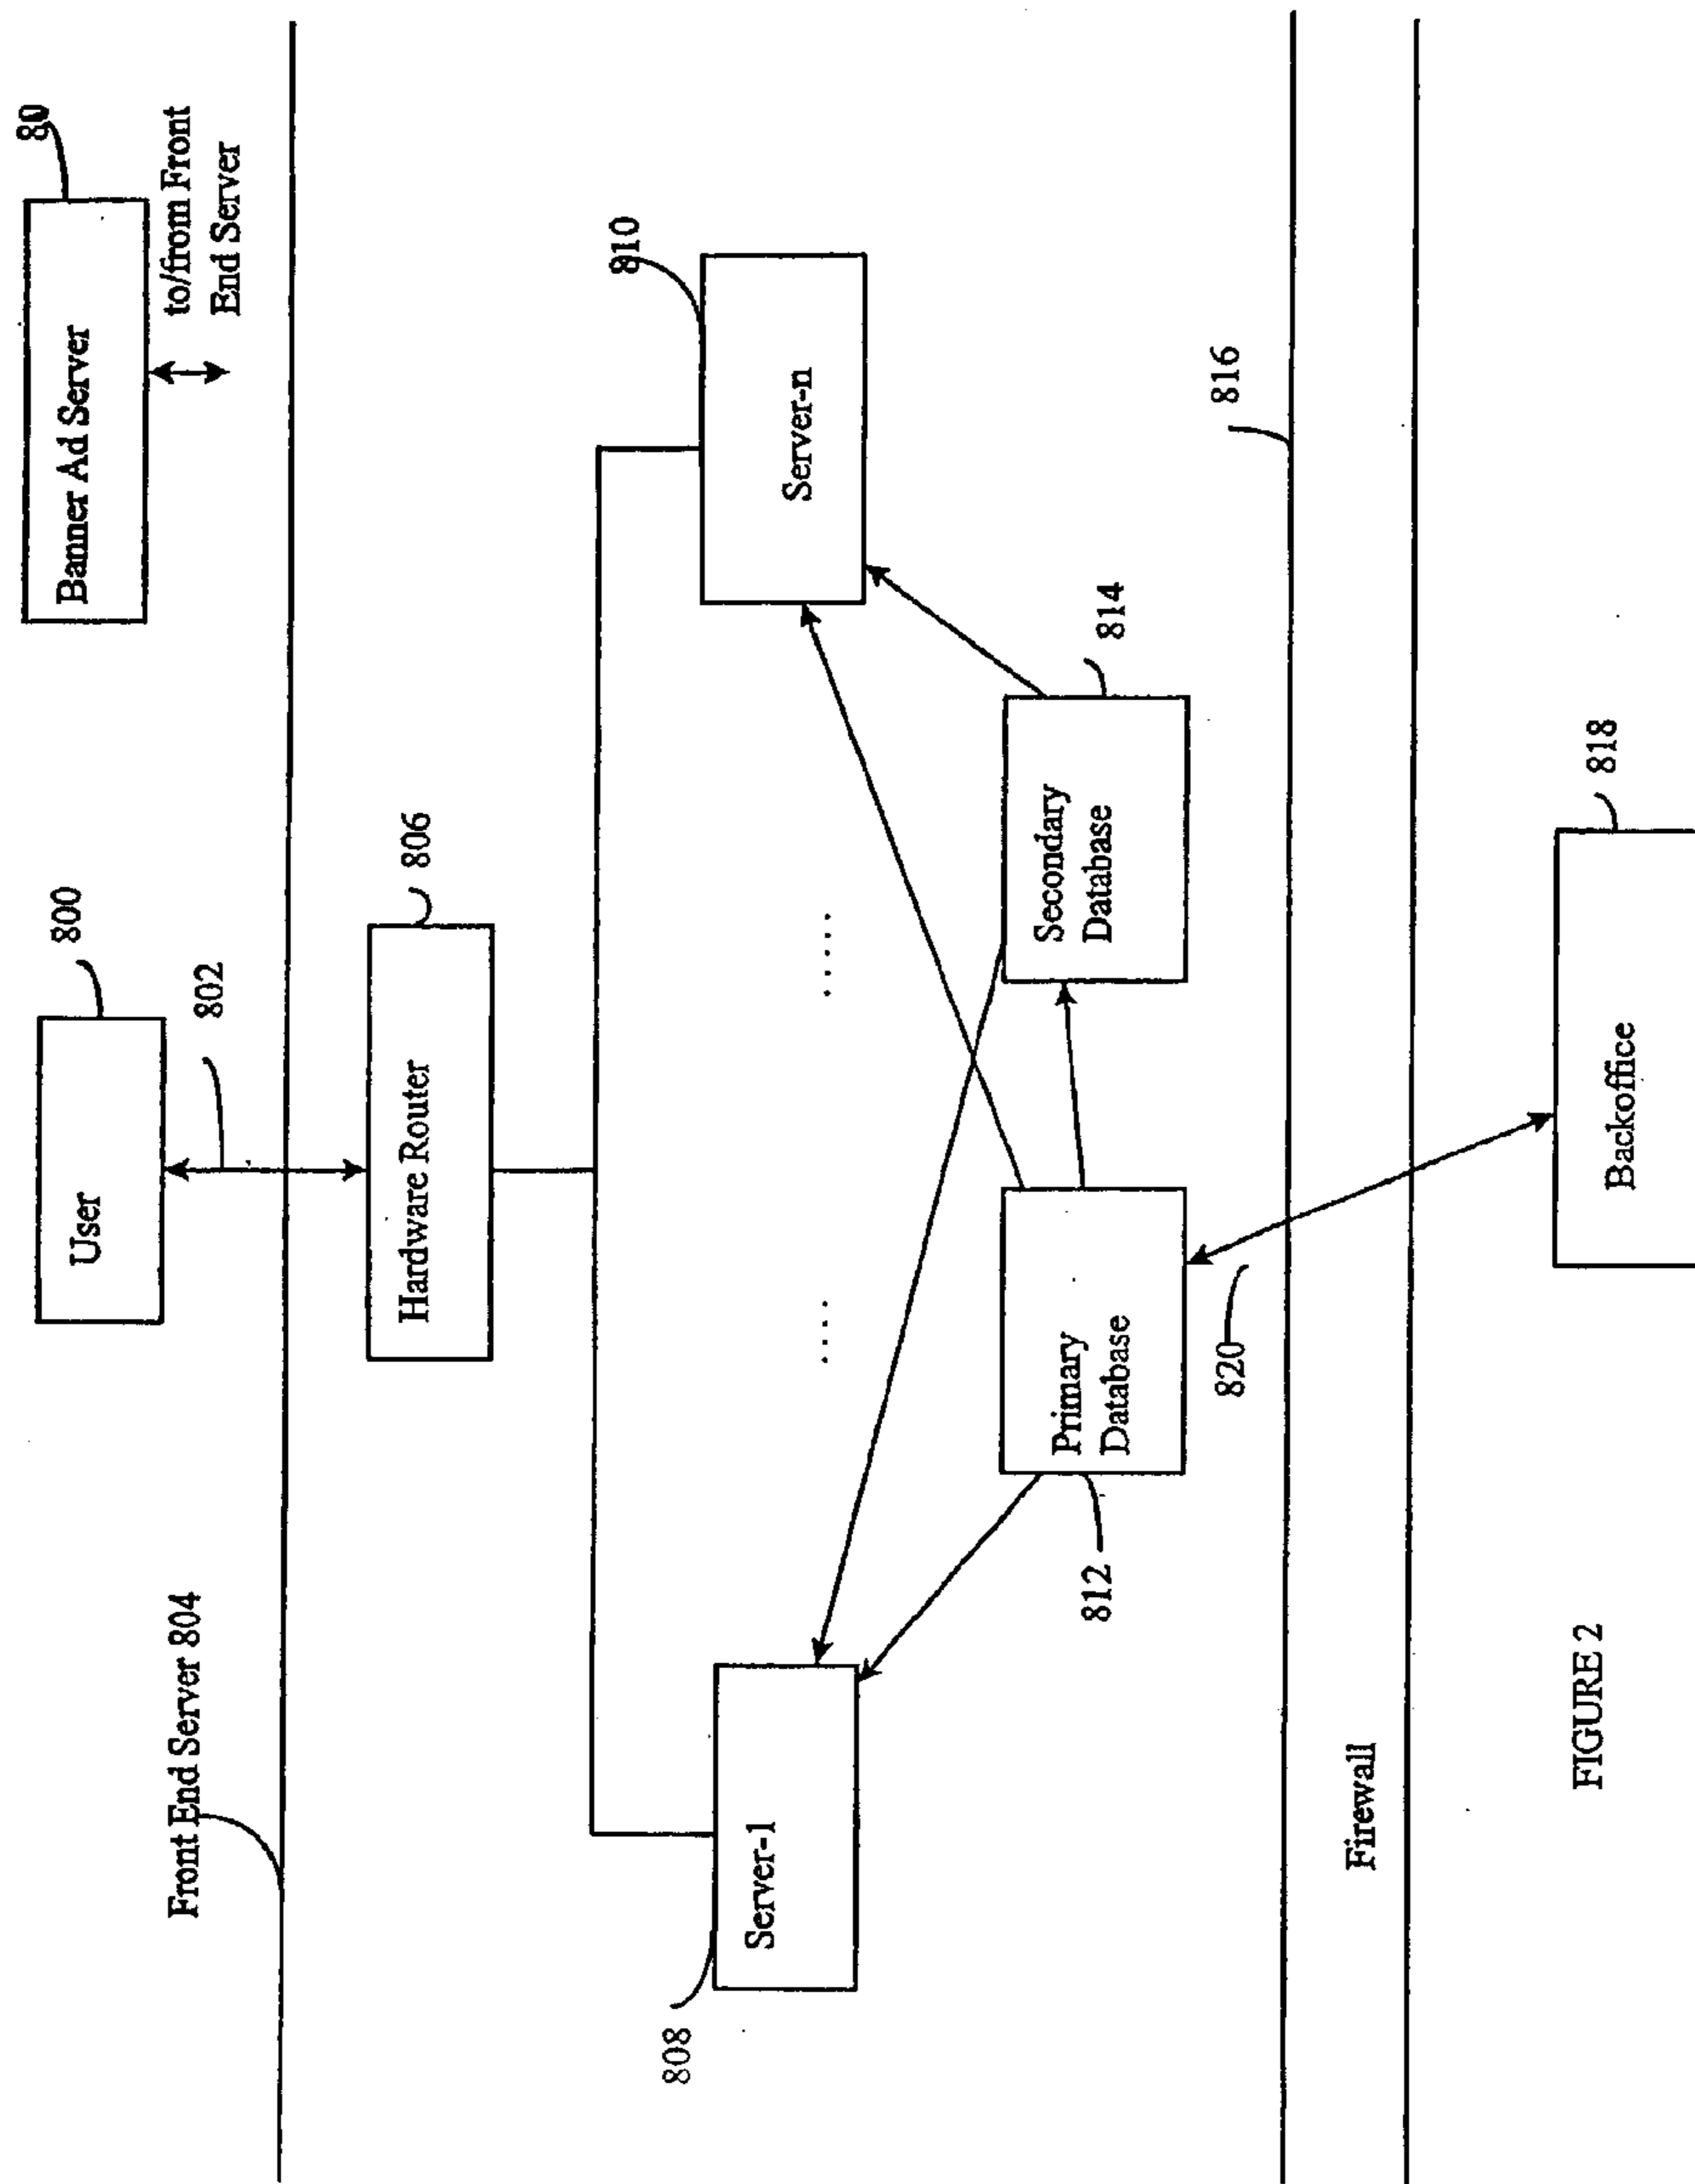 80
Banner Ad Server
to/from Front
End Server
User
800
802
Front End Server 804
Hardware Router
806
810
Server-n
Server-1
808
.....
....
Secondary
Database
814
Primary
Database
812
816
820
Firewall
818
Backoffice
FIGURE 2